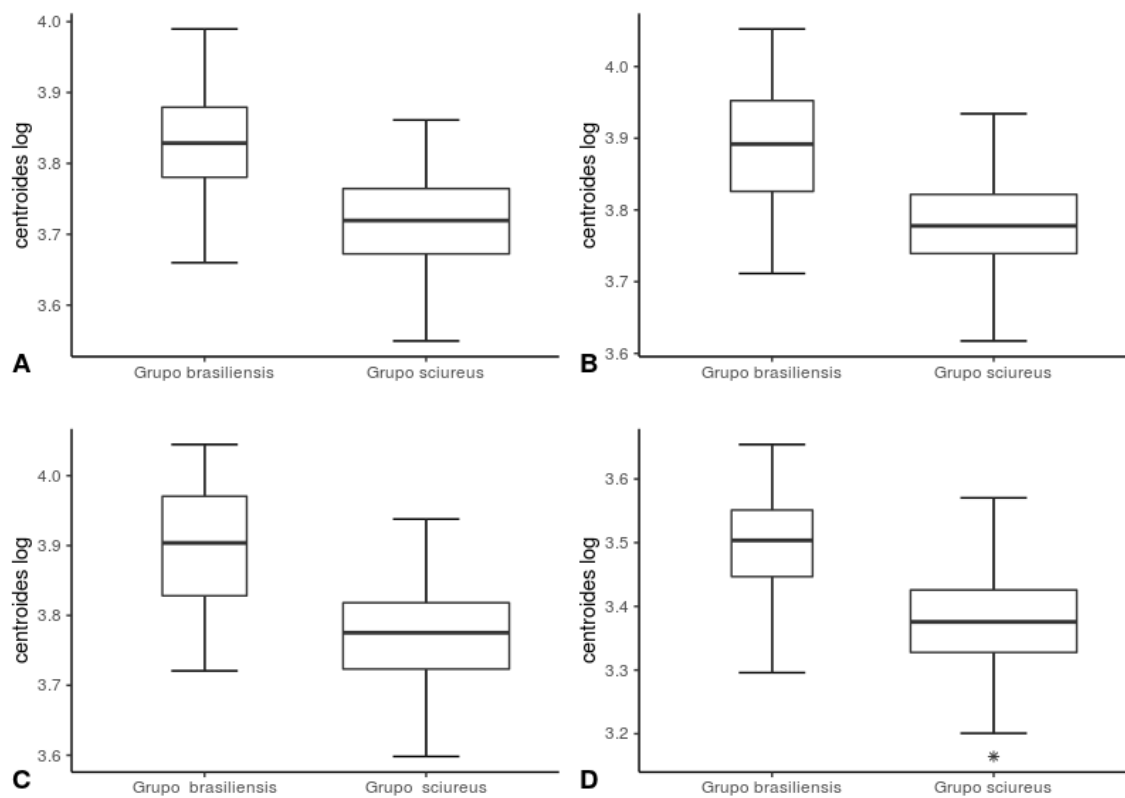 4.0
3.9
3.8
3.7
3.6
centroides log
A
Grupo brasiliensis Grupo sciureus
4.0
3.9
3.8
3.7
3.6
centroides log
B
Grupo brasiliensis Grupo sciureus
4.0
3.9
3.8
3.7
3.6
centroides log
C
Grupo brasiliensis Grupo sciureus
3.6
3.5
3.4
3.3
3.2
centroides log
D
Grupo brasiliensis Grupo sciureus